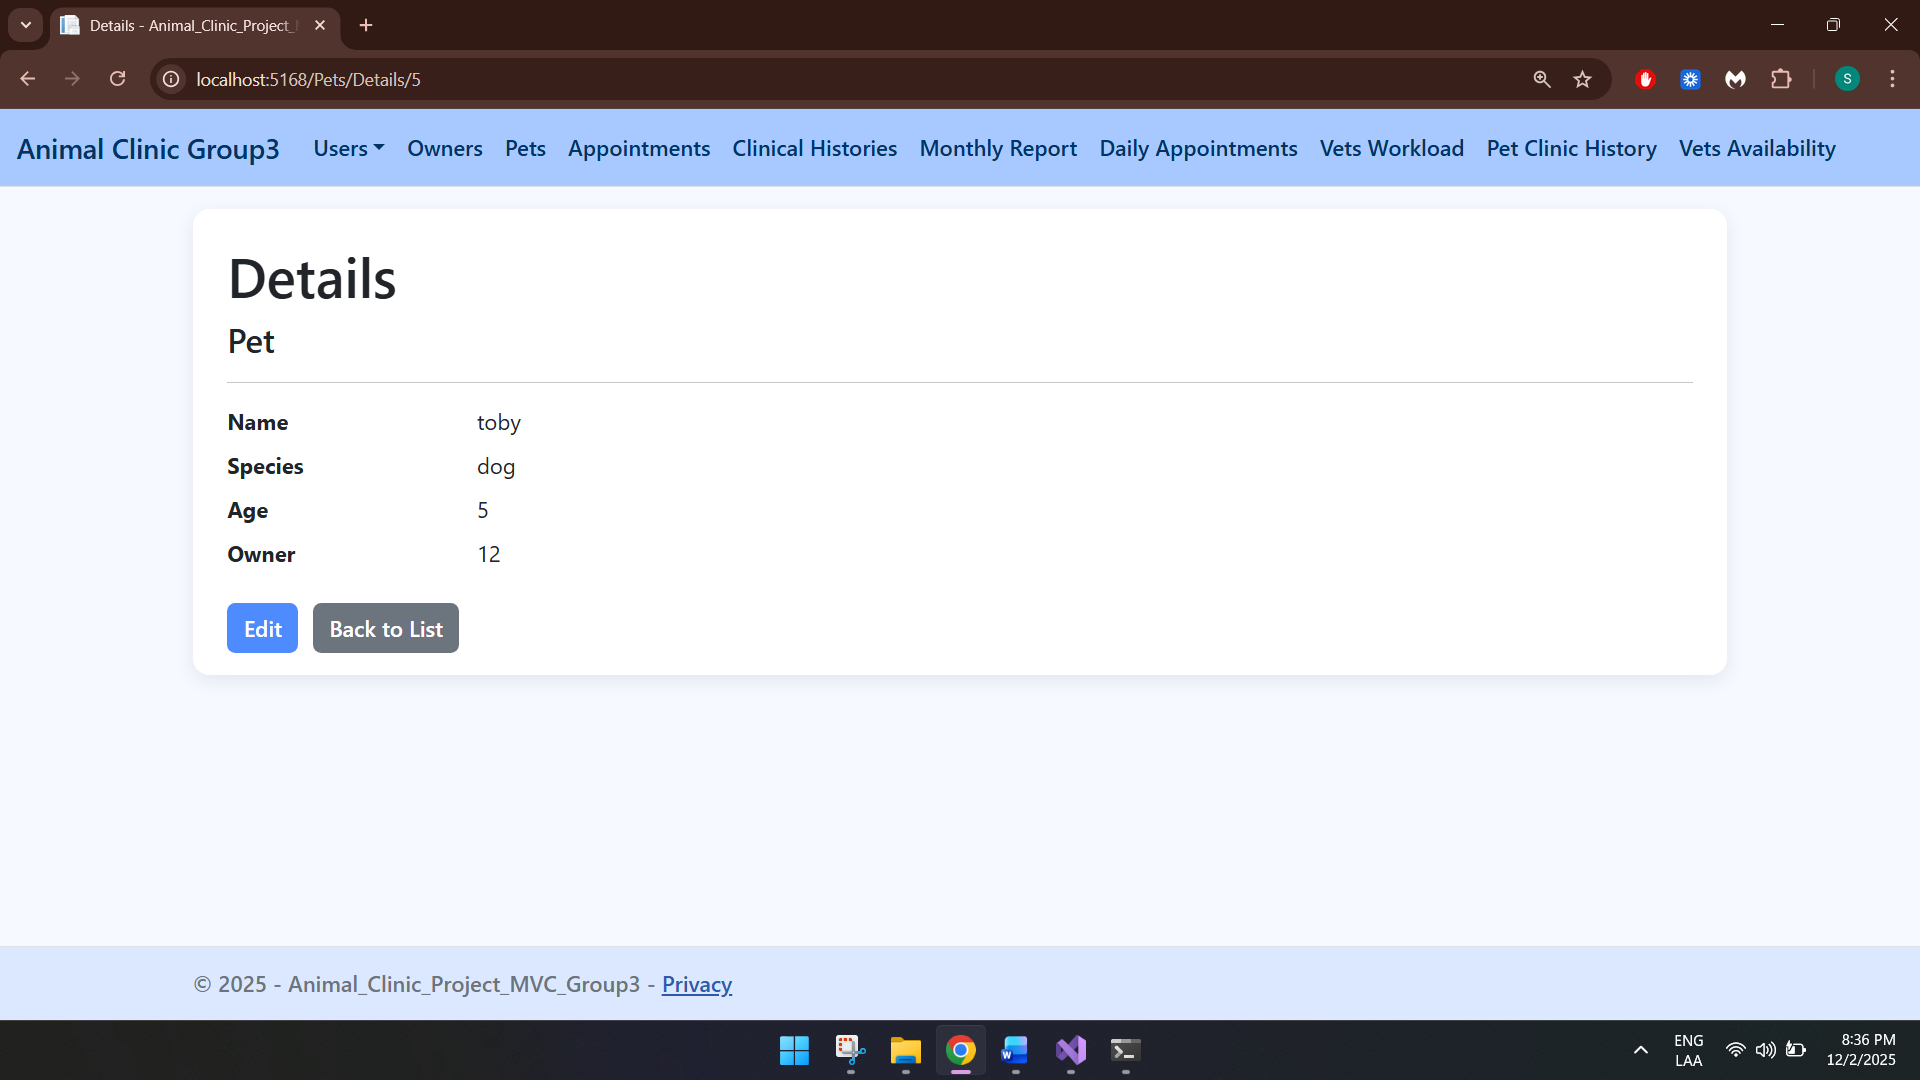 Details - Animal_Clinic_Project_
localhost:5168/Pets/Details/5
S
Animal Clinic Group3 Users Owners Pets Appointments Clinical Histories Monthly Report Daily Appointments Vets Workload Pet Clinic History Vets Availability
Details
Pet
Name toby
Species dog
Age 5
Owner 12
Edit Back to List
© 2025 - Animal_Clinic_Project_MVC_Group3 - Privacy
ENG 8:36 PM
LAA 12/2/2025